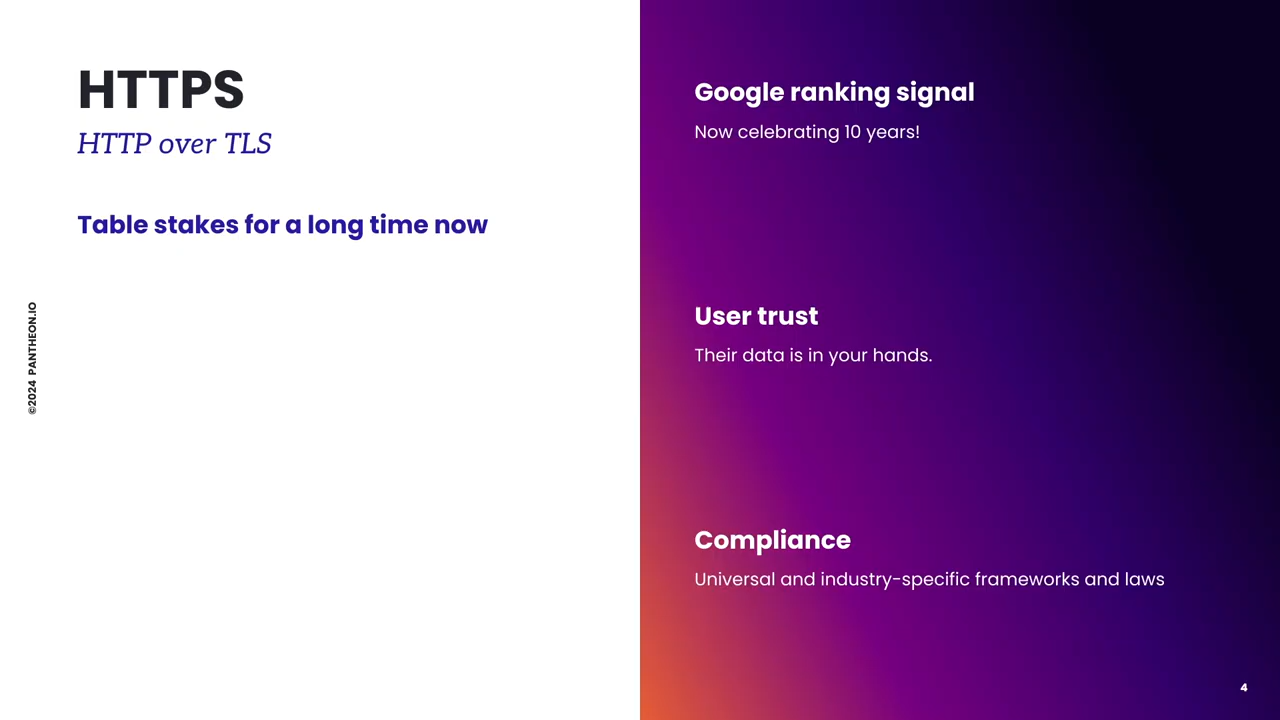 HTTPS
HTTP over TLS
Table stakes for a long time now
©2024 PANTHEON.IO
Google ranking signal
Now celebrating 10 years!
User trust
Their data is in your hands.
Compliance
Universal and industry-specific frameworks and laws
4